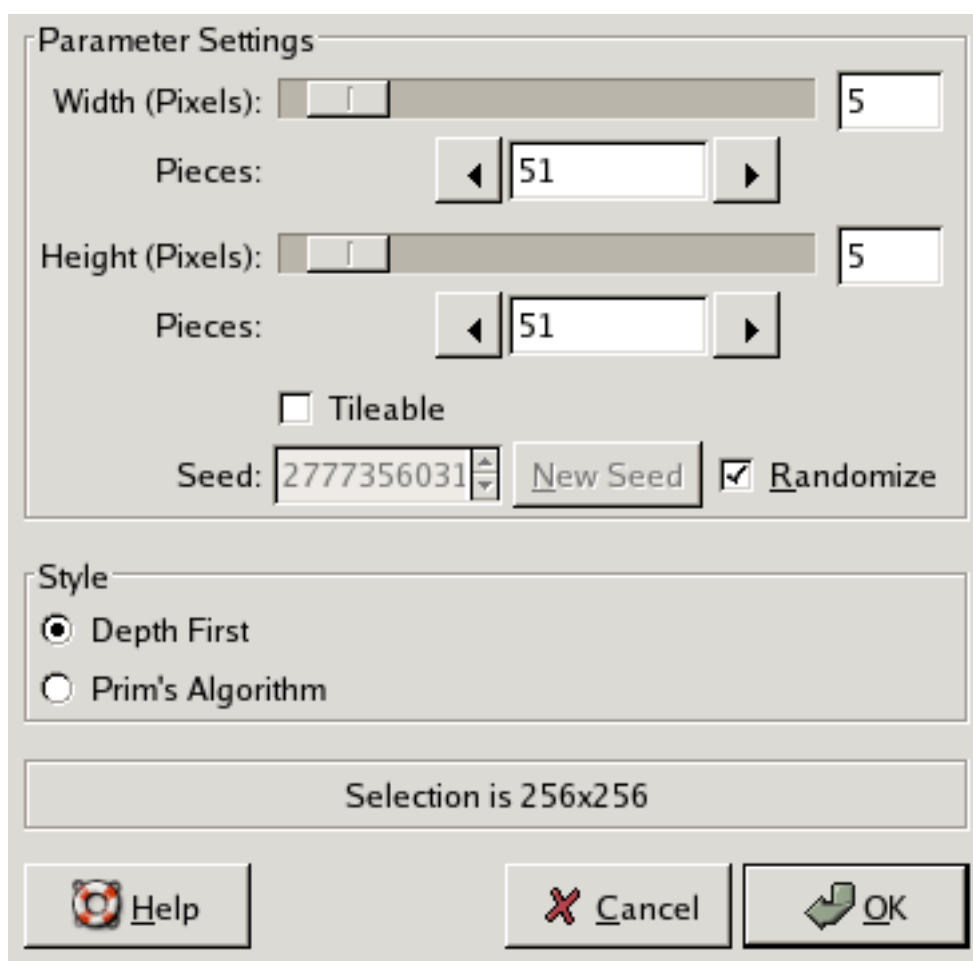 Parameter Settings
Width (Pixels): 5
Pieces: 51
Height (Pixels): 5
Pieces: 51
Tileable
Seed: 2777356031 New Seed Randomize
Style
Depth First
Prim's Algorithm
Selection is 256x256
Help Cancel OK